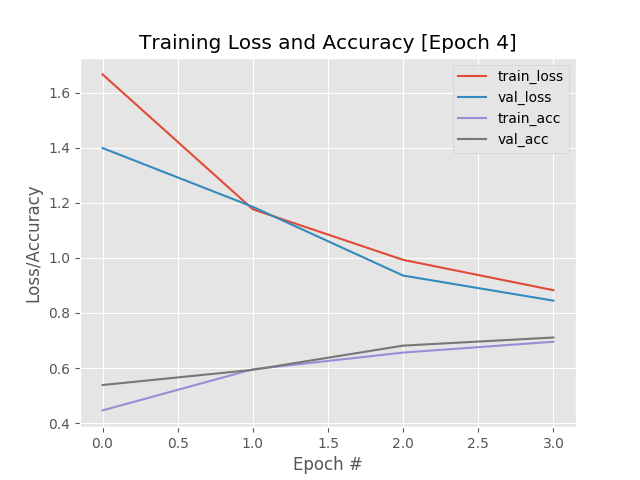 Training Loss and Accuracy [Epoch 4]
train_loss
val_loss
train_acc
val_acc
1.6
1.4
1.2
1.0
0.8
0.6
0.4
Loss/Accuracy
0.0 0.5 1.0 1.5 2.0 2.5 3.0
Epoch #